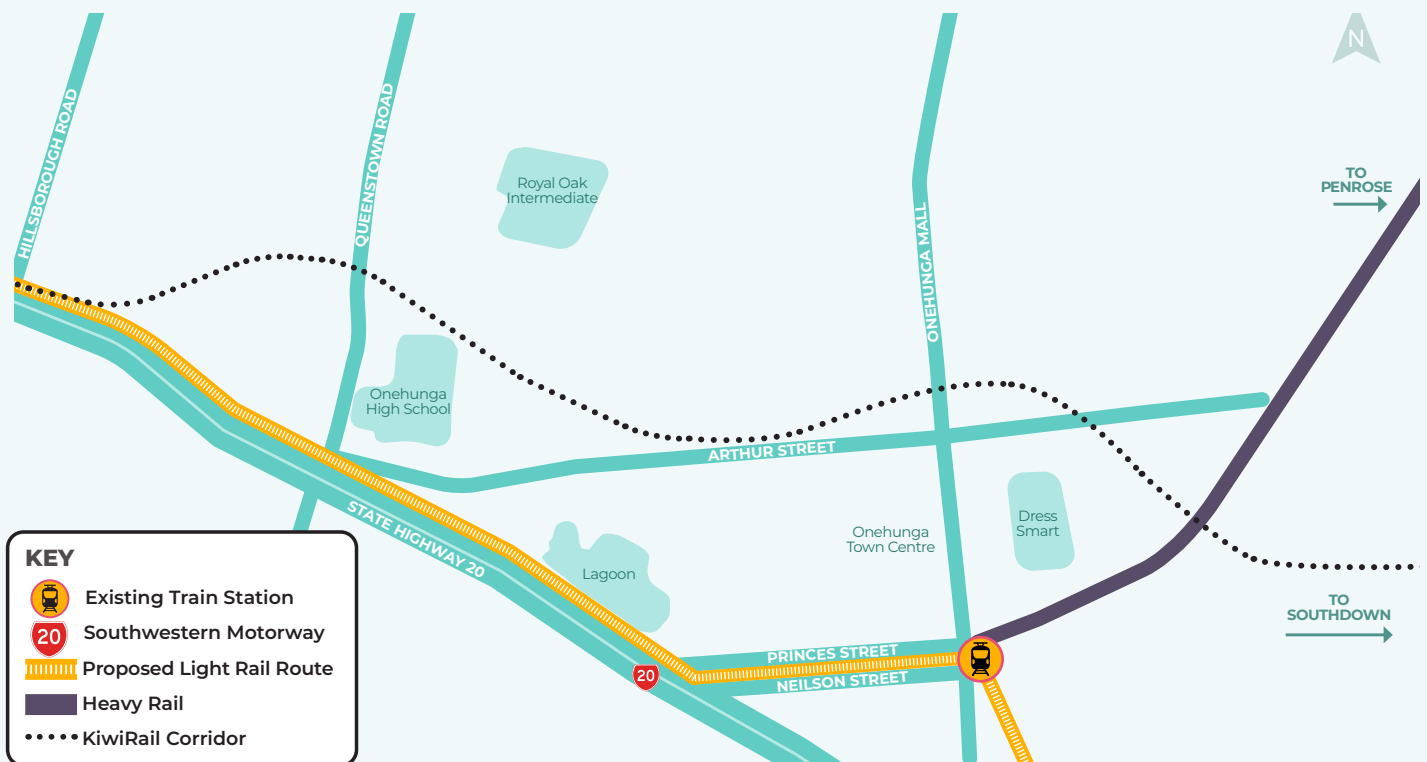 N
HILLSBOROUGH ROAD
QUEENSTOWN ROAD
Royal Oak
Intermediate
ONEHUNGA MALL
TO
PENROSE
Onehunga
High School
ARTHUR STREET
STATE HIGHWAY 20
Lagoon
Onehunga
Town Centre
Dress
Smart
TO
SOUTHDOWN
PRINCES STREET
NEILSON STREET
20
KEY
Existing Train Station
20 Southwestern Motorway
Proposed Light Rail Route
Heavy Rail
KiwiRail Corridor